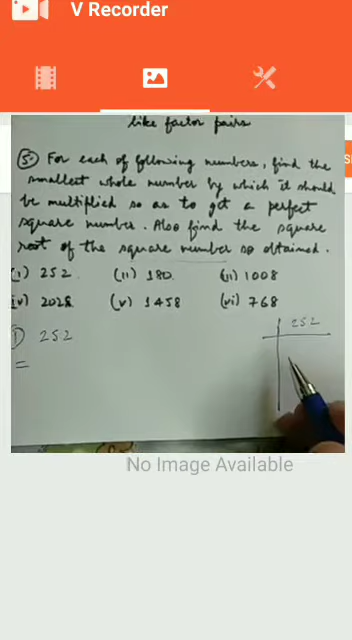 V Recorder
like factor pairs
5. For each of following numbers, find the
smallest whole number by which it should
be multiplied so as to get a perfect
square number. Also find the square
root of the square number so obtained.
(i) 252 (ii) 180. (iii) 1008
(iv) 2028 (v) 1458 (vi) 768
① 252
=
252
No Image Available